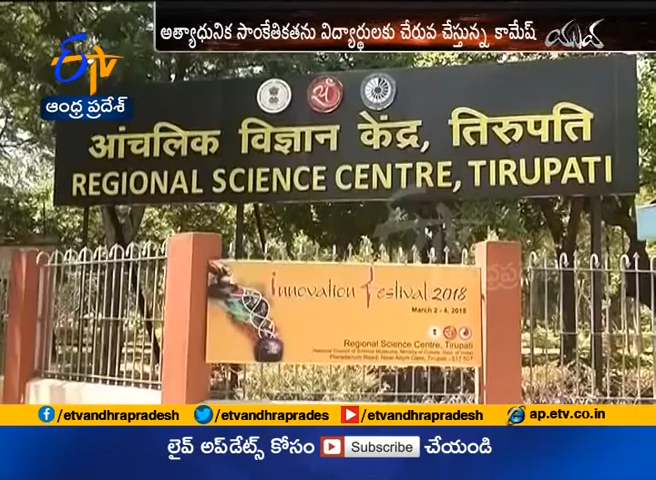 అత్యాధునిక సాంకేతికతను విద్యార్థులకు చేరువ చేస్తున్న కామేష్
యువ
etv
ఆంధ్ర ప్రదేశ్
आंचलिक विज्ञान केंद्र, तिरुपति
REGIONAL SCIENCE CENTRE, TIRUPATI
Innovation Festival 2018
March 2 - 4, 2018
Regional Science Centre, Tirupati
/etvandhrapradesh
/etvandhraprades
/etvandhrapradesh
ap.etv.co.in
లైవ్ అప్‌డేట్స్ కోసం Subscribe చేయండి